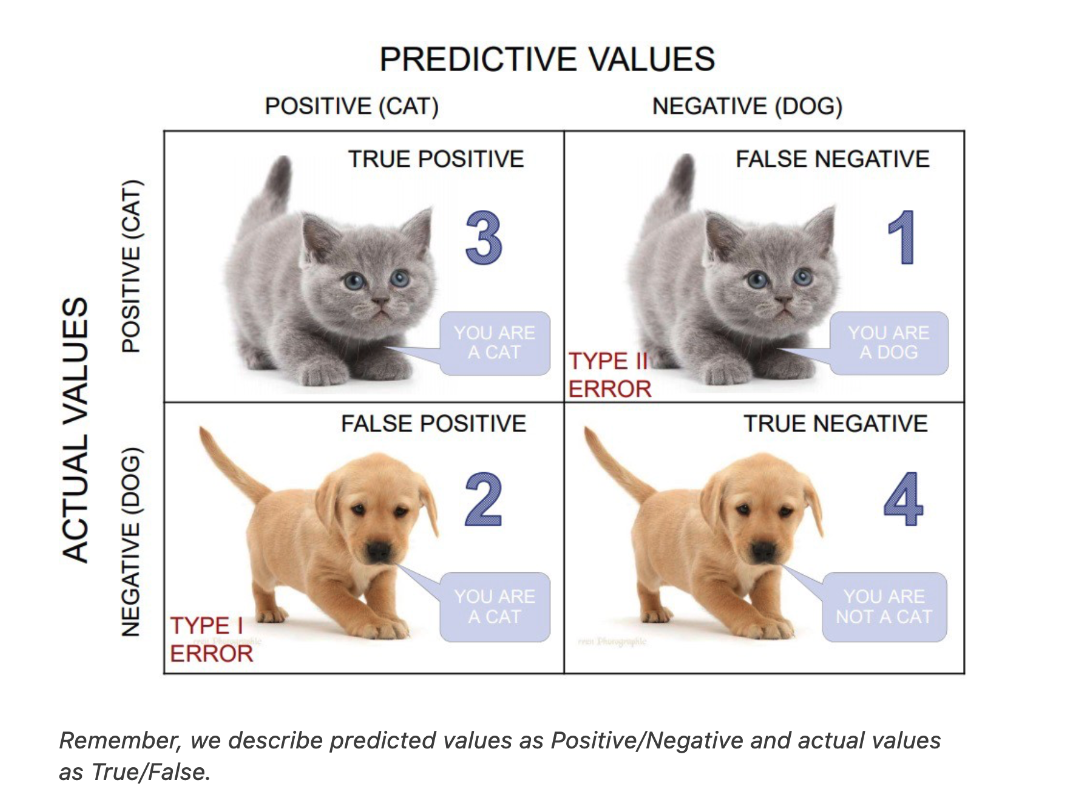 PREDICTIVE VALUES
POSITIVE (CAT)
NEGATIVE (DOG)
ACTUAL VALUES
POSITIVE (CAT)
TRUE POSITIVE
3
YOU ARE
A CAT
FALSE NEGATIVE
1
YOU ARE
A DOG
TYPE II
ERROR
NEGATIVE (DOG)
FALSE POSITIVE
2
YOU ARE
A CAT
TYPE I
ERROR
TRUE NEGATIVE
4
YOU ARE
NOT A CAT
Remember, we describe predicted values as Positive/Negative and actual values
as True/False.